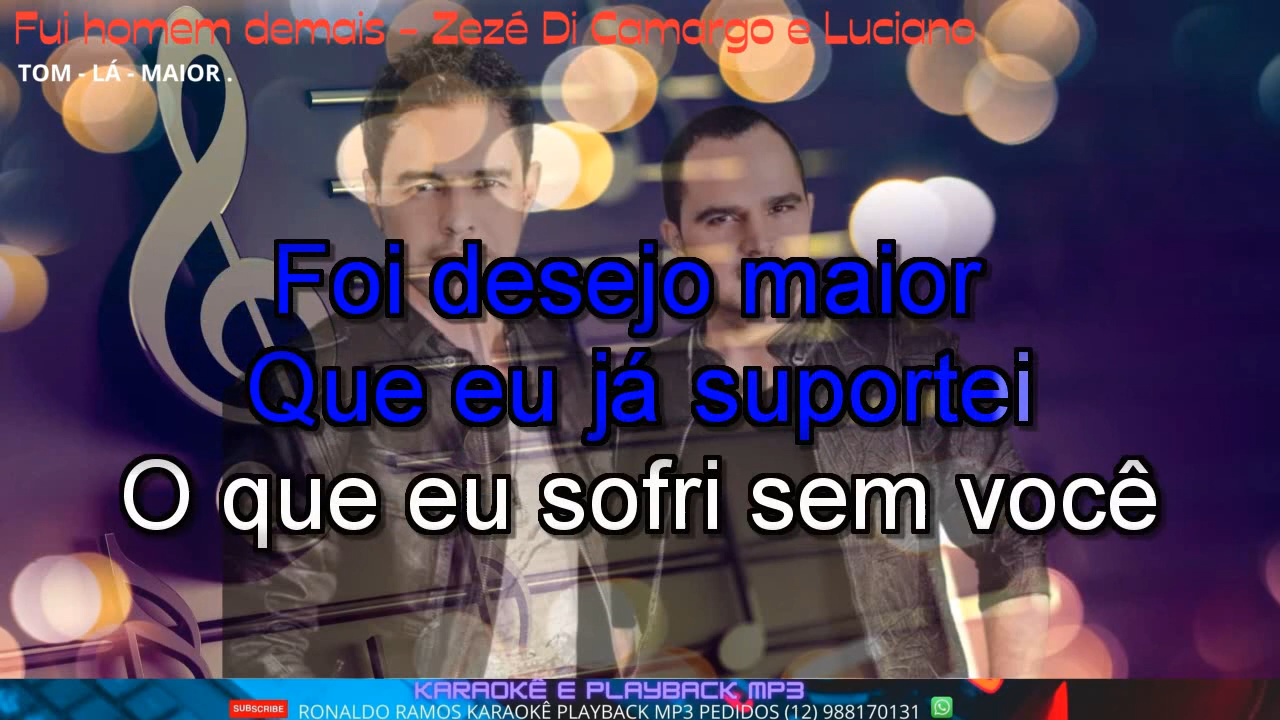 Fui homem demais - Zezé Di Camargo e Luciano
TOM - LÁ - MAIOR .
Foi desejo maior
Que eu já suportei
O que eu sofri sem você
KARAOKÊ E PLAYBACK MP3
SUBSCRIBE RONALDO RAMOS KARAOKÊ PLAYBACK MP3 PEDIDOS (12) 988170131